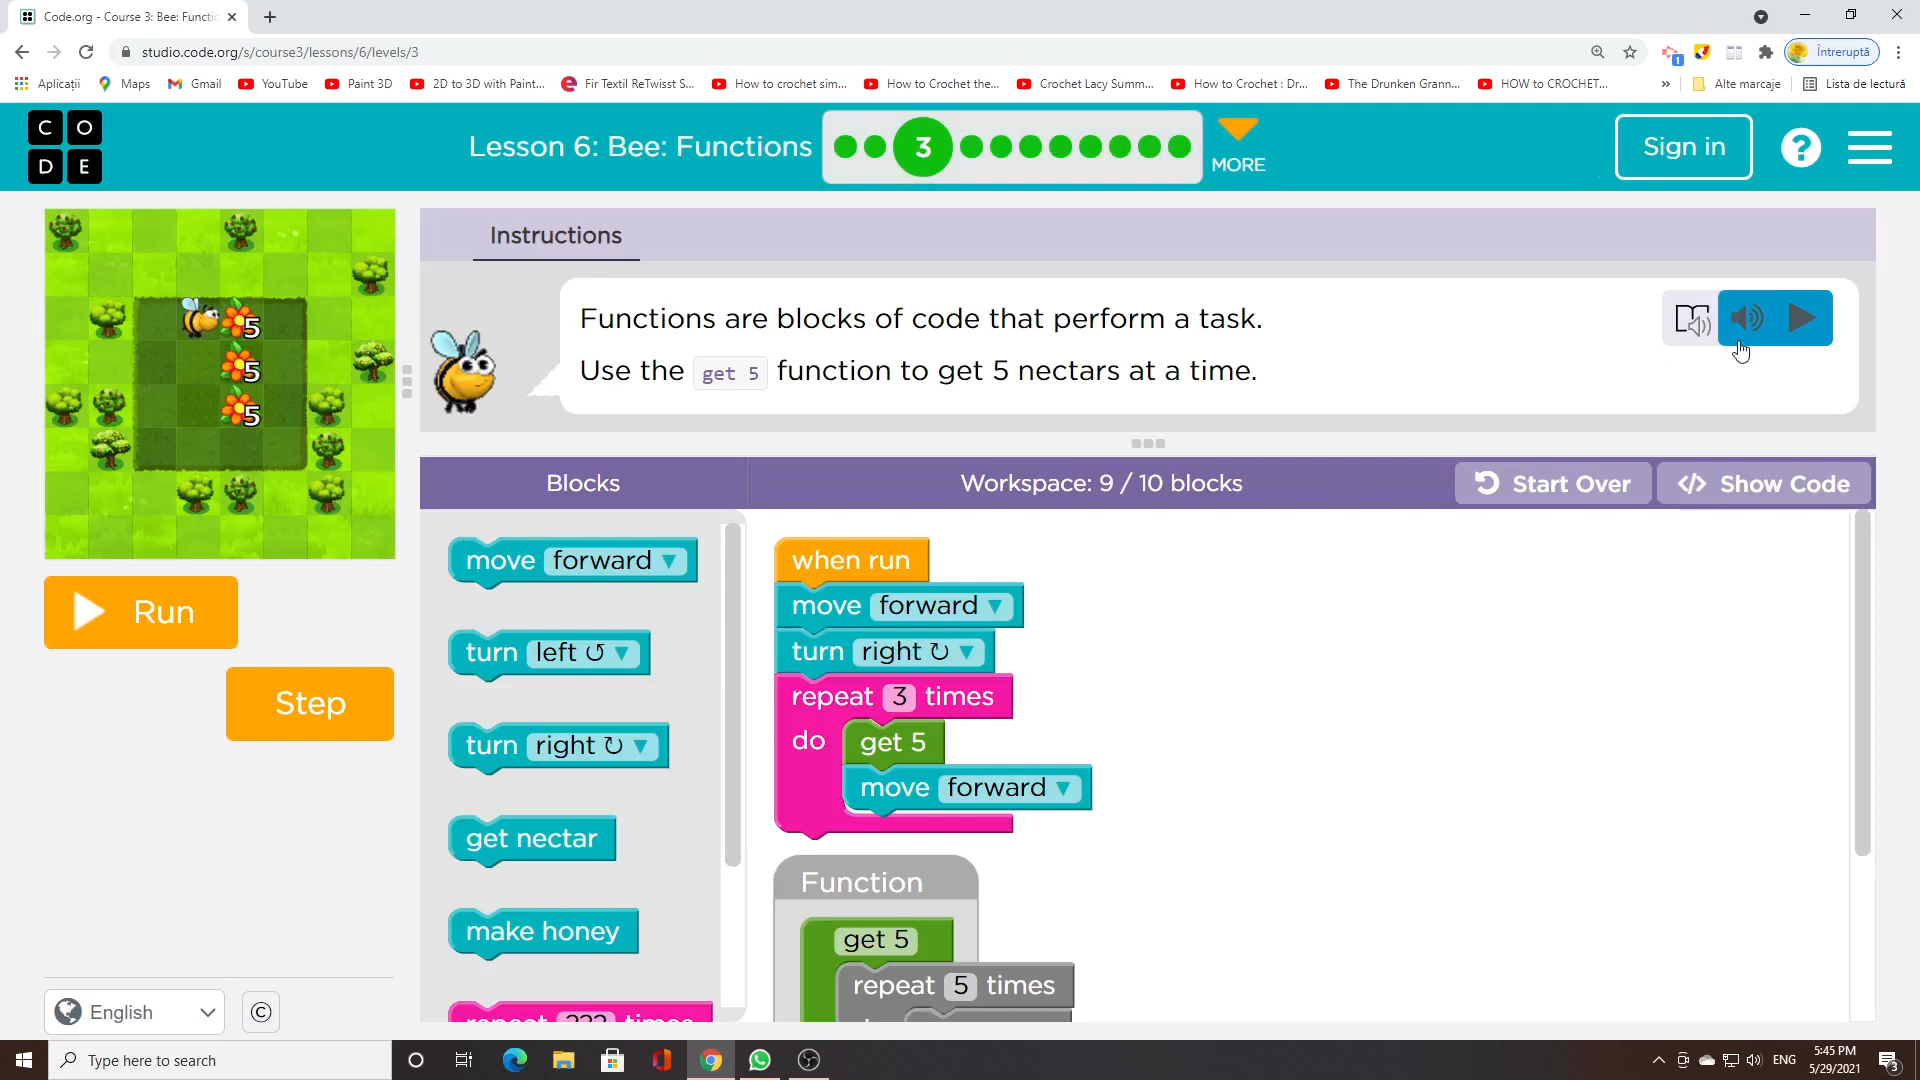 Code.org - Course 3: Bee: Functi
studio.code.org/s/course3/lessons/6/levels/3
Întreruptă
Aplicații
Maps
Gmail
YouTube
Paint 3D
2D to 3D with Paint...
Fir Textil ReTwisst S...
How to crochet sim...
How to Crochet the...
Crochet Lacy Summ...
How to Crochet : Dr...
The Drunken Grann...
HOW to CROCHET...
»
Alte marcaje
Lista de lectură
C O
D E
Lesson 6: Bee: Functions
3
MORE
Sign in
?
Instructions
Functions are blocks of code that perform a task.
Use the get 5 function to get 5 nectars at a time.
5
5
5
Run
Step
Blocks
Workspace: 9 / 10 blocks
Start Over
</> Show Code
move forward
turn left
turn right
get nectar
make honey
repeat ??? times
when run
move forward
turn right
repeat 3 times
do
get 5
move forward
Function
get 5
repeat 5 times
English
©
Type here to search
ENG
5:45 PM
5/29/2021
3
1